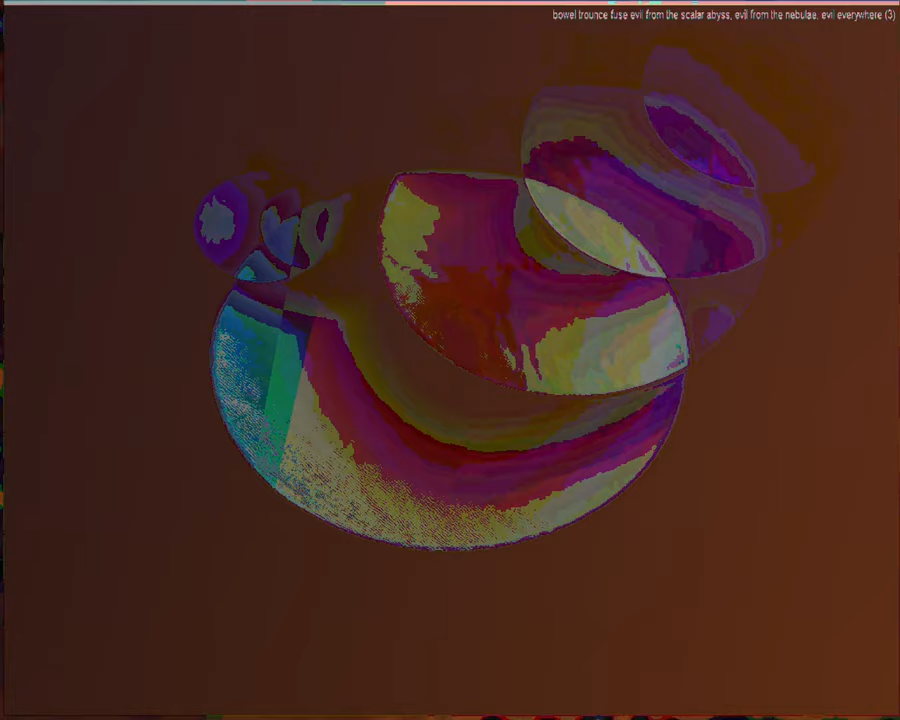 bowel trounce fuse evil from the scalar abyss, evil from the nebulae, evil everywhere (3)